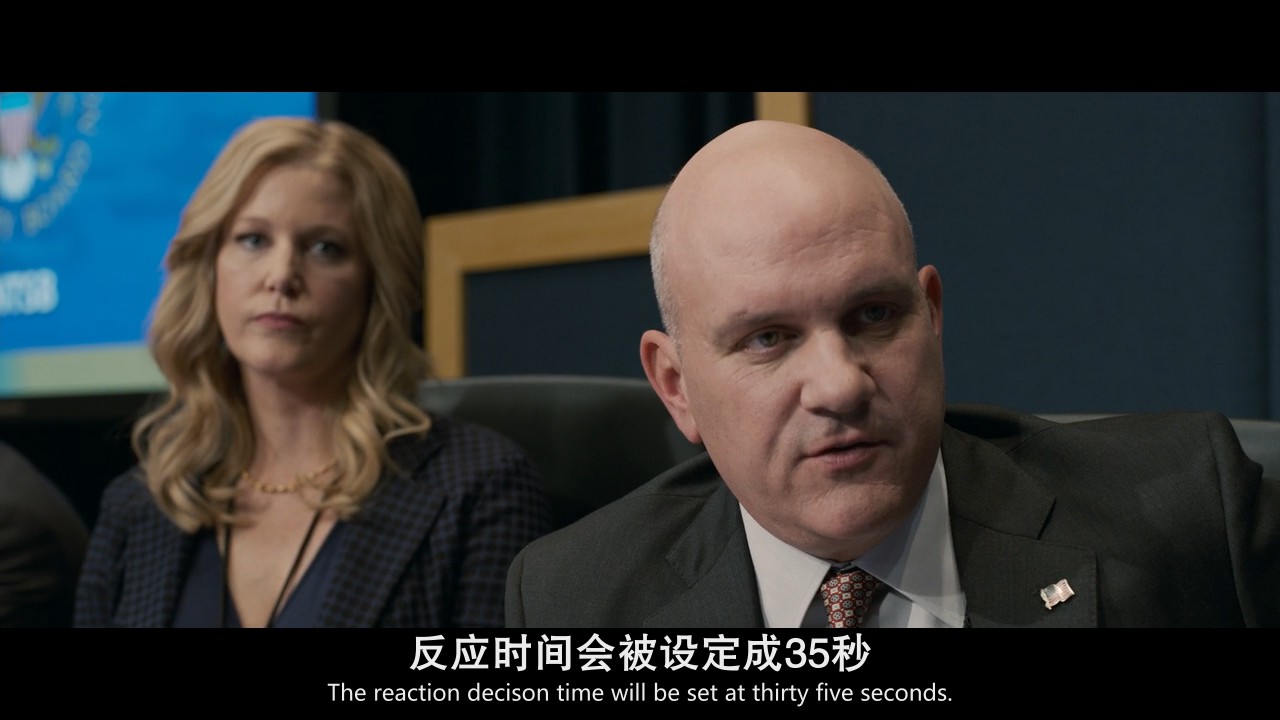 NTSB
反应时间会被设定成35秒
The reaction decison time will be set at thirty five seconds.